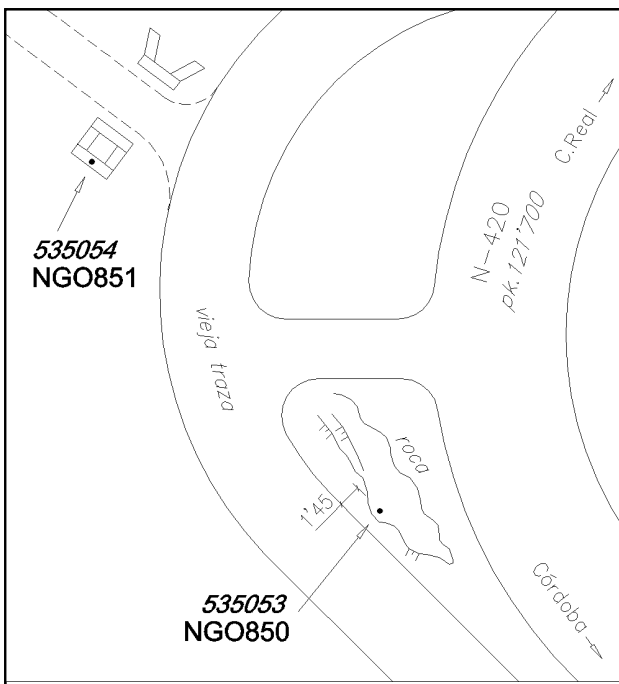 C.Real
N-420
pk.121'700
535054
NGO851
vieja traza
roca
1'45
535053
NGO850
Córdoba